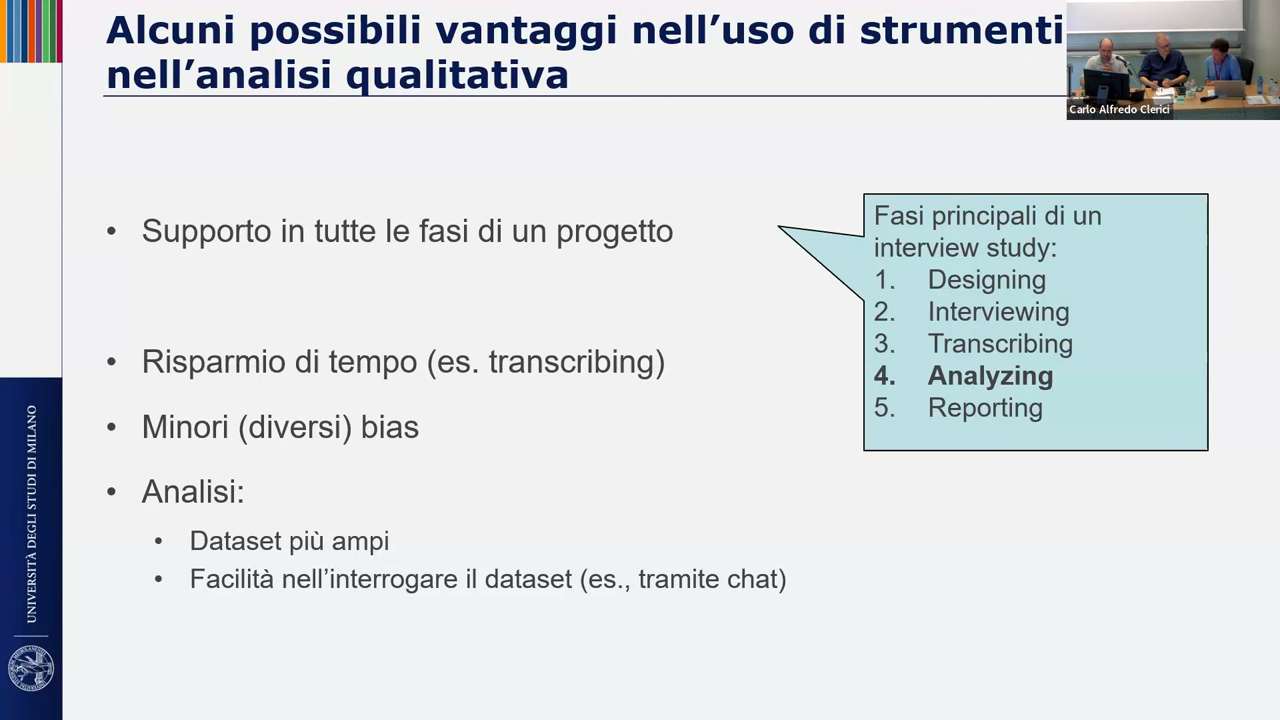 Alcuni possibili vantaggi nell’uso di strumenti
nell’analisi qualitativa
Carlo Alfredo Clerici
• Supporto in tutte le fasi di un progetto
• Risparmio di tempo (es. transcribing)
• Minori (diversi) bias
• Analisi:
• Dataset più ampi
• Facilità nell’interrogare il dataset (es., tramite chat)
Fasi principali di un
interview study:
1. Designing
2. Interviewing
3. Transcribing
4. Analyzing
5. Reporting
UNIVERSITÀ DEGLI STUDI DI MILANO